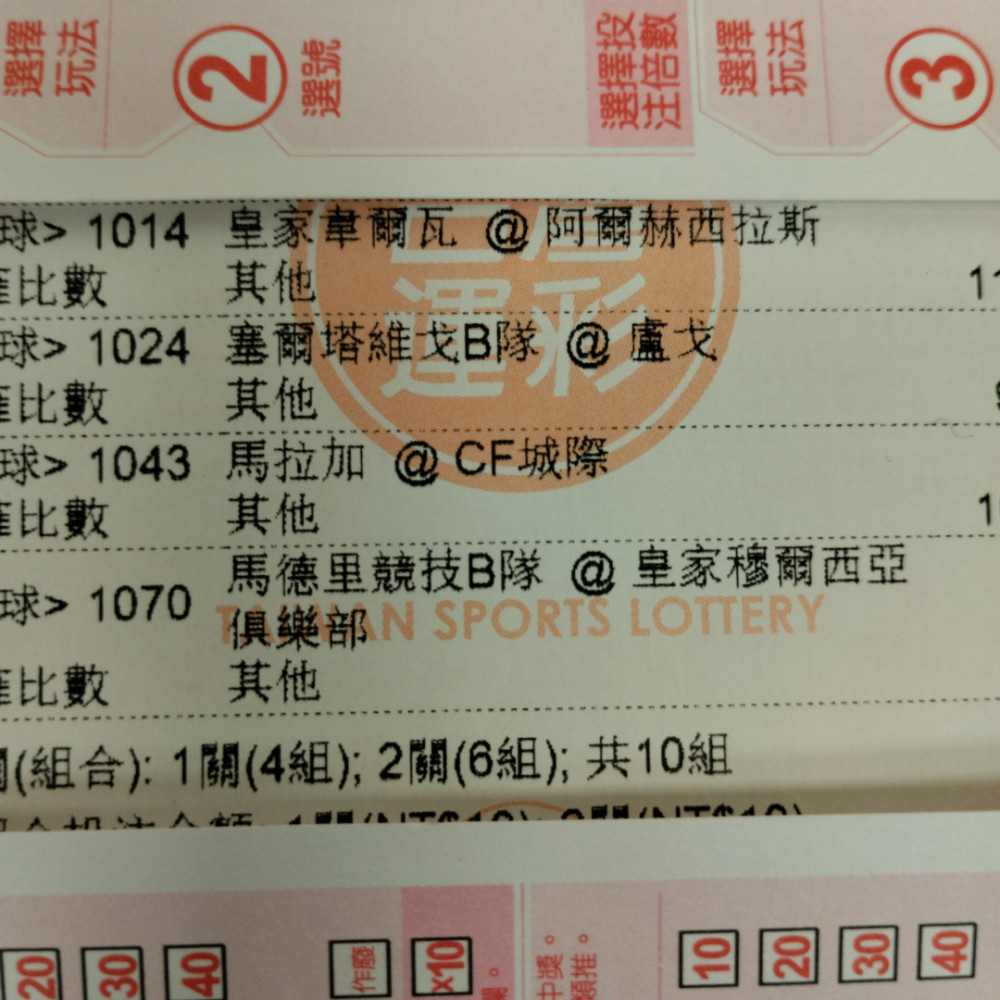 選擇
玩法
2
選號
選擇投
注倍數
選擇
玩法
3
球> 1014 皇家韋爾瓦 @ 阿爾赫西拉斯
比數 其他 11
球> 1024 塞爾塔維戈B隊 @ 盧戈
比數 其他
球> 1043 馬拉加 @ CF城際
比數 其他 1
球> 1070 馬德里競技B隊 @ 皇家穆爾西亞
俱樂部
比數 其他
運彩
TAIWAN SPORTS LOTTERY
(組合): 1關(4組); 2關(6組); 共10組
20 30 40 作廢 x10 10 20 30 40